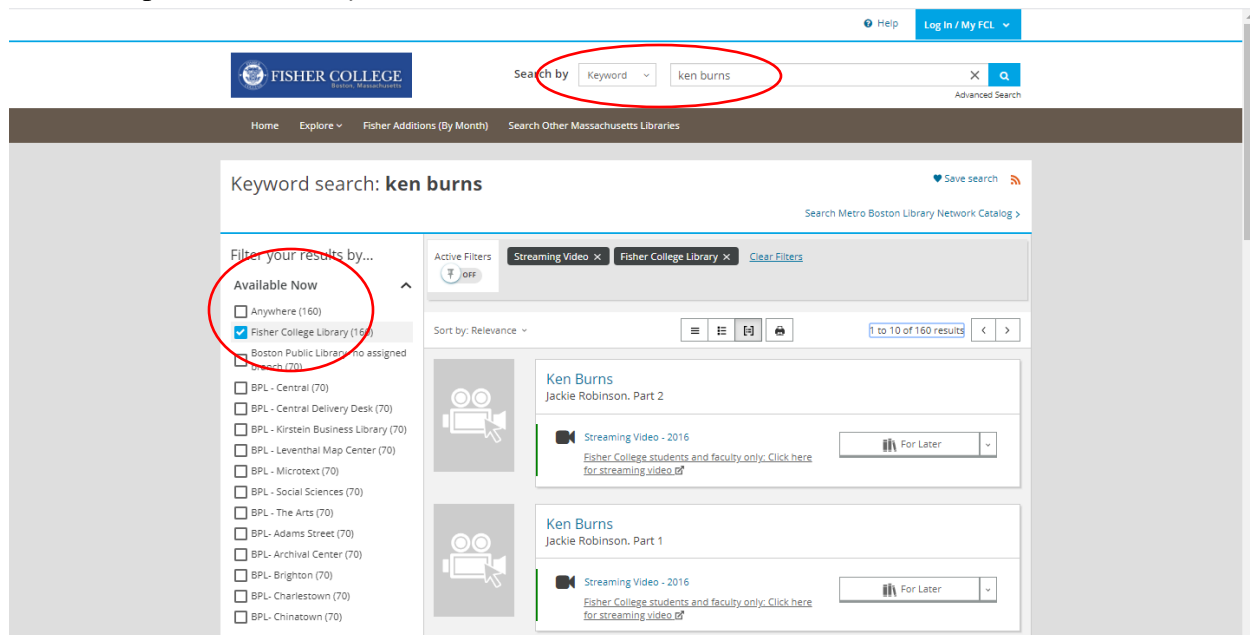 Help
Log In / My FCL
FISHER COLLEGE
Boston, Massachusetts
Search by Keyword ken burns
Advanced Search
Home Explore Fisher Additions (By Month) Search Other Massachusetts Libraries
Keyword search: ken burns
Save search
Search Metro Boston Library Network Catalog >
Filter your results by...
Available Now
Anywhere (160)
Fisher College Library (160)
Boston Public Library no assigned
branch (70)
BPL - Central (70)
BPL - Central Delivery Desk (70)
BPL - Kirstein Business Library (70)
BPL - Leventhal Map Center (70)
BPL - Microtext (70)
BPL - Social Sciences (70)
BPL - The Arts (70)
BPL- Adams Street (70)
BPL- Archival Center (70)
BPL- Brighton (70)
BPL- Charlestown (70)
BPL- Chinatown (70)
Active Filters
OFF
Streaming Video ×
Fisher College Library ×
Clear Filters
Sort by: Relevance
1 to 10 of 160 results
Ken Burns
Jackie Robinson. Part 2
Streaming Video - 2016
Fisher College students and faculty only: Click here
for streaming video
For Later
Ken Burns
Jackie Robinson. Part 1
Streaming Video - 2016
Fisher College students and faculty only: Click here
for streaming video
For Later